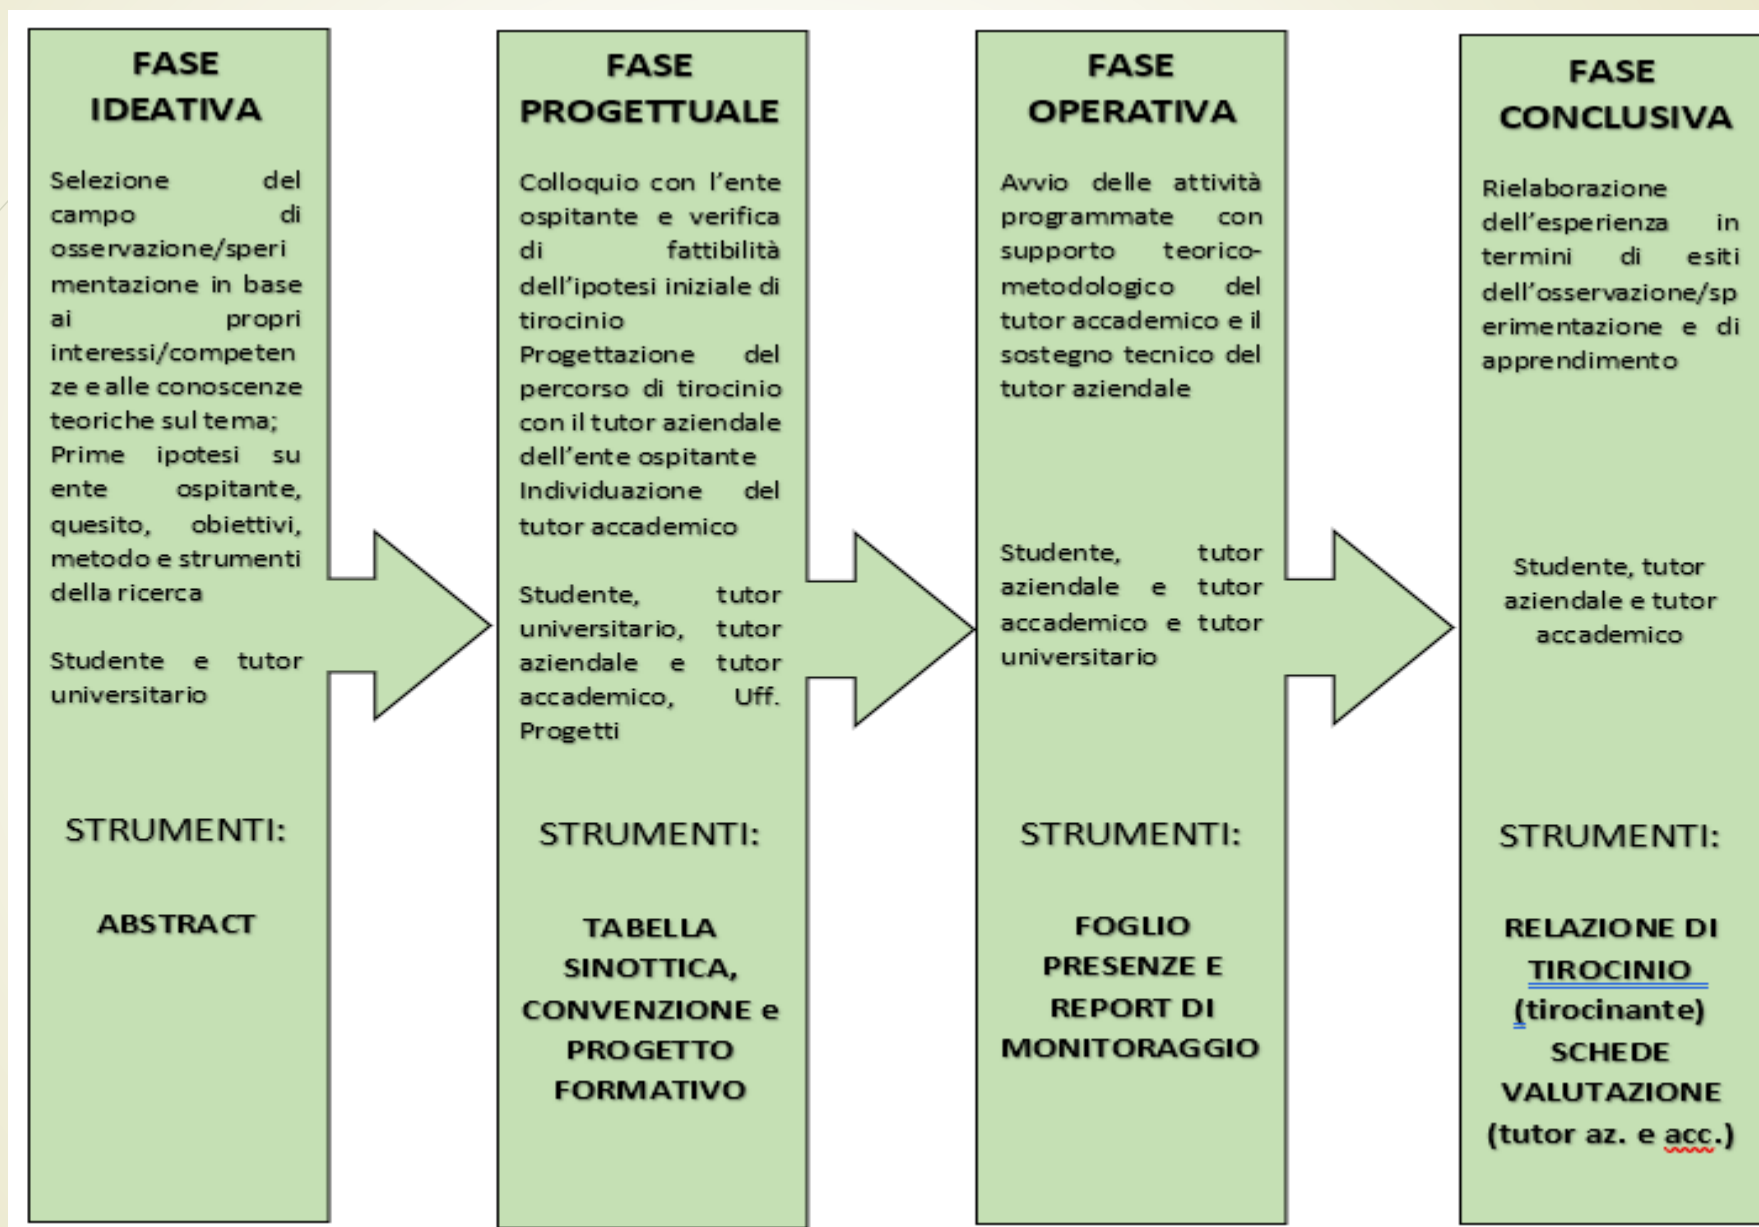 FASE
IDEATIVA
Selezione del
campo di
osservazione/speri
mentazione in base
ai propri
interessi/competen
ze e alle conoscenze
teoriche sul tema;
Prime ipotesi su
ente ospitante,
quesito, obiettivi,
metodo e strumenti
della ricerca
Studente e tutor
universitario
STRUMENTI:
ABSTRACT
FASE
PROGETTUALE
Colloquio con l'ente
ospitante e verifica
di fattibilità
dell'ipotesi iniziale di
tirocinio
Progettazione del
percorso di tirocinio
con il tutor aziendale
dell'ente ospitante
Individuazione del
tutor accademico
Studente, tutor
universitario, tutor
aziendale e tutor
accademico, Uff.
Progetti
STRUMENTI:
TABELLA
SINOTTICA,
CONVENZIONE e
PROGETTO
FORMATIVO
FASE
OPERATIVA
Avvio delle attività
programmate con
supporto teorico-
metodologico del
tutor accademico e il
sostegno tecnico del
tutor aziendale
Studente, tutor
aziendale e tutor
accademico e tutor
universitario
STRUMENTI:
FOGLIO
PRESENZE E
REPORT DI
MONITORAGGIO
FASE
CONCLUSIVA
Rielaborazione
dell'esperienza in
termini di esiti
dell'osservazione/sp
erimentazione e di
apprendimento
Studente, tutor
aziendale e tutor
accademico
STRUMENTI:
RELAZIONE DI
TIROCINIO
(tirocinante)
SCHEDE
VALUTAZIONE
(tutor az. e acc.)